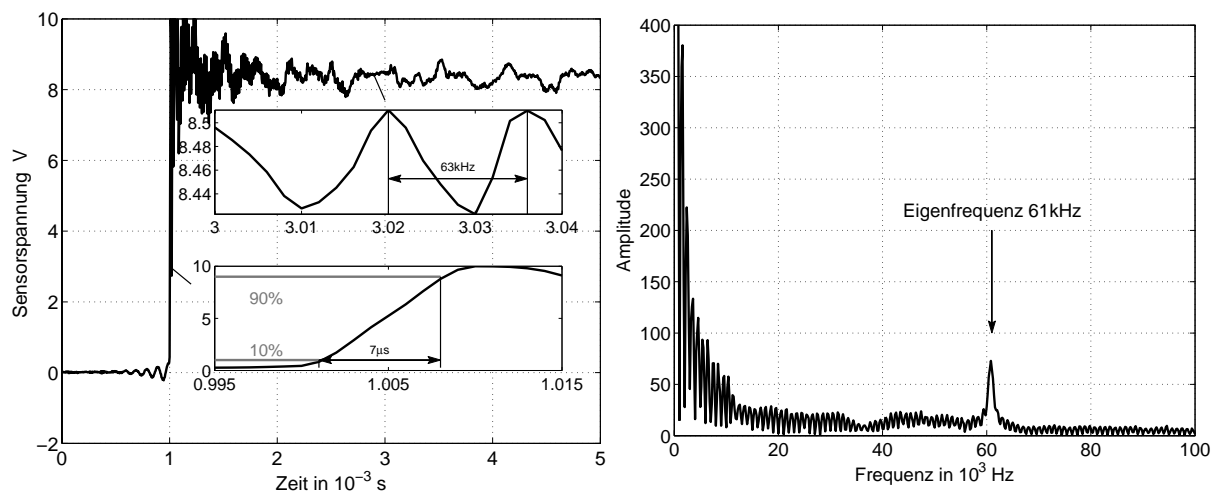 10
8
6
4
2
0
−2
Sensorspannung V
0 1 2 3 4 5
Zeit in 10⁻³ s
8.5
8.48
8.46
8.44
63kHz
3 3.01 3.02 3.03 3.04
10
5
0
90%
10%
7µs
0.995 1.005 1.015
400
350
300
250
200
150
100
50
0
Amplitude
Eigenfrequenz 61kHz
0 20 40 60 80 100
Frequenz in 10³ Hz